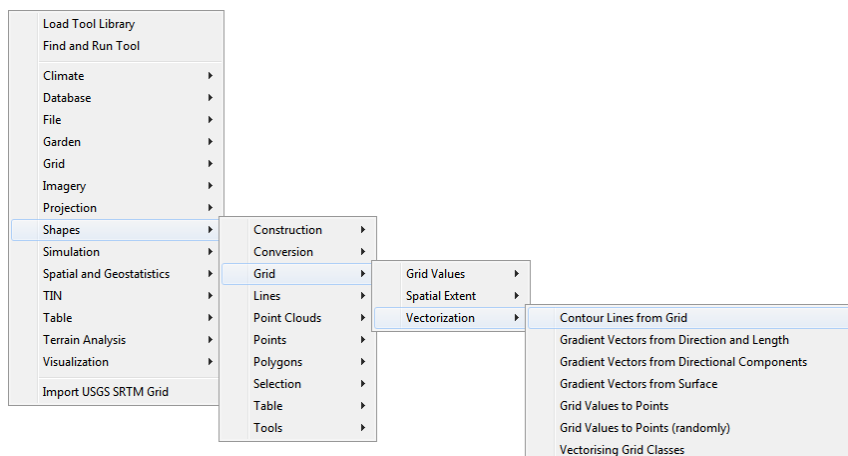 Load Tool Library
Find and Run Tool
Climate
Database
File
Garden
Grid
Imagery
Projection
Shapes
Simulation
Spatial and Geostatistics
TIN
Table
Terrain Analysis
Visualization
Import USGS SRTM Grid
Construction
Conversion
Grid
Lines
Point Clouds
Points
Polygons
Selection
Table
Tools
Grid Values
Spatial Extent
Vectorization
Contour Lines from Grid
Gradient Vectors from Direction and Length
Gradient Vectors from Directional Components
Gradient Vectors from Surface
Grid Values to Points
Grid Values to Points (randomly)
Vectorising Grid Classes